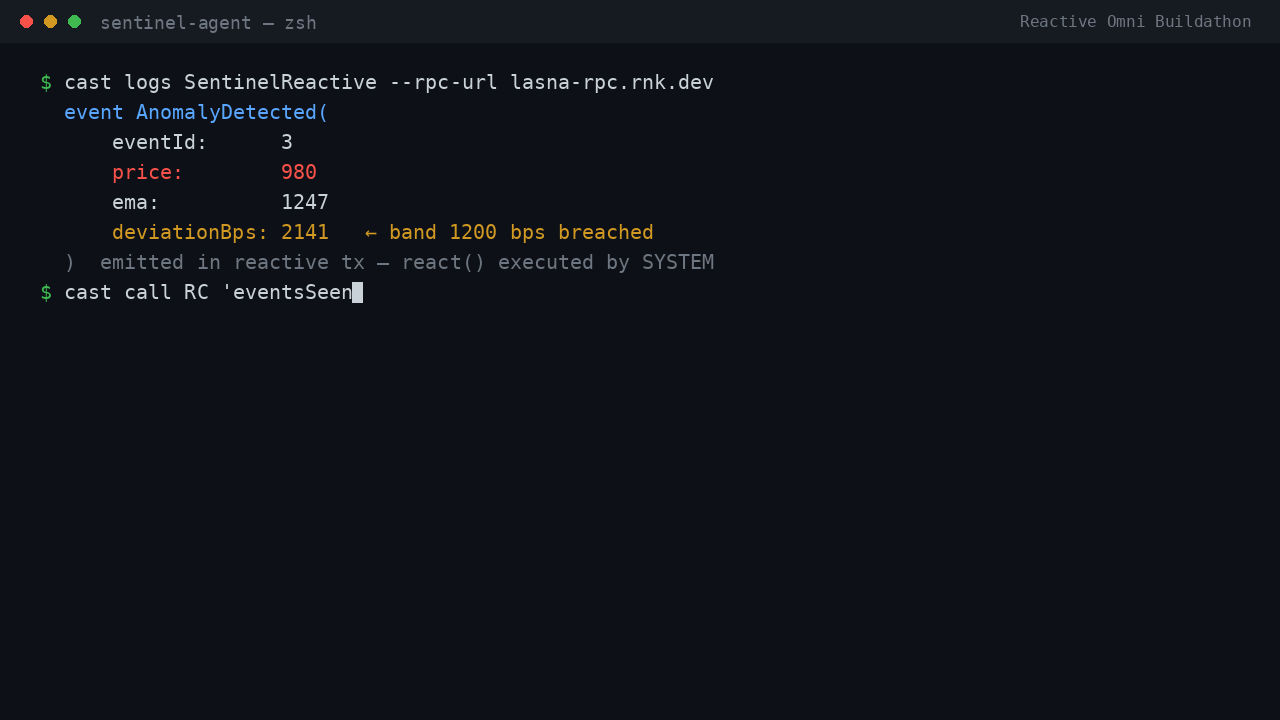 sentinel-agent — zsh
Reactive Omni Buildathon
$ cast logs SentinelReactive --rpc-url lasna-rpc.rnk.dev
event AnomalyDetected(
eventId: 3
price: 980
ema: 1247
deviationBps: 2141 ← band 1200 bps breached
) emitted in reactive tx — react() executed by SYSTEM
$ cast call RC 'eventsSeen